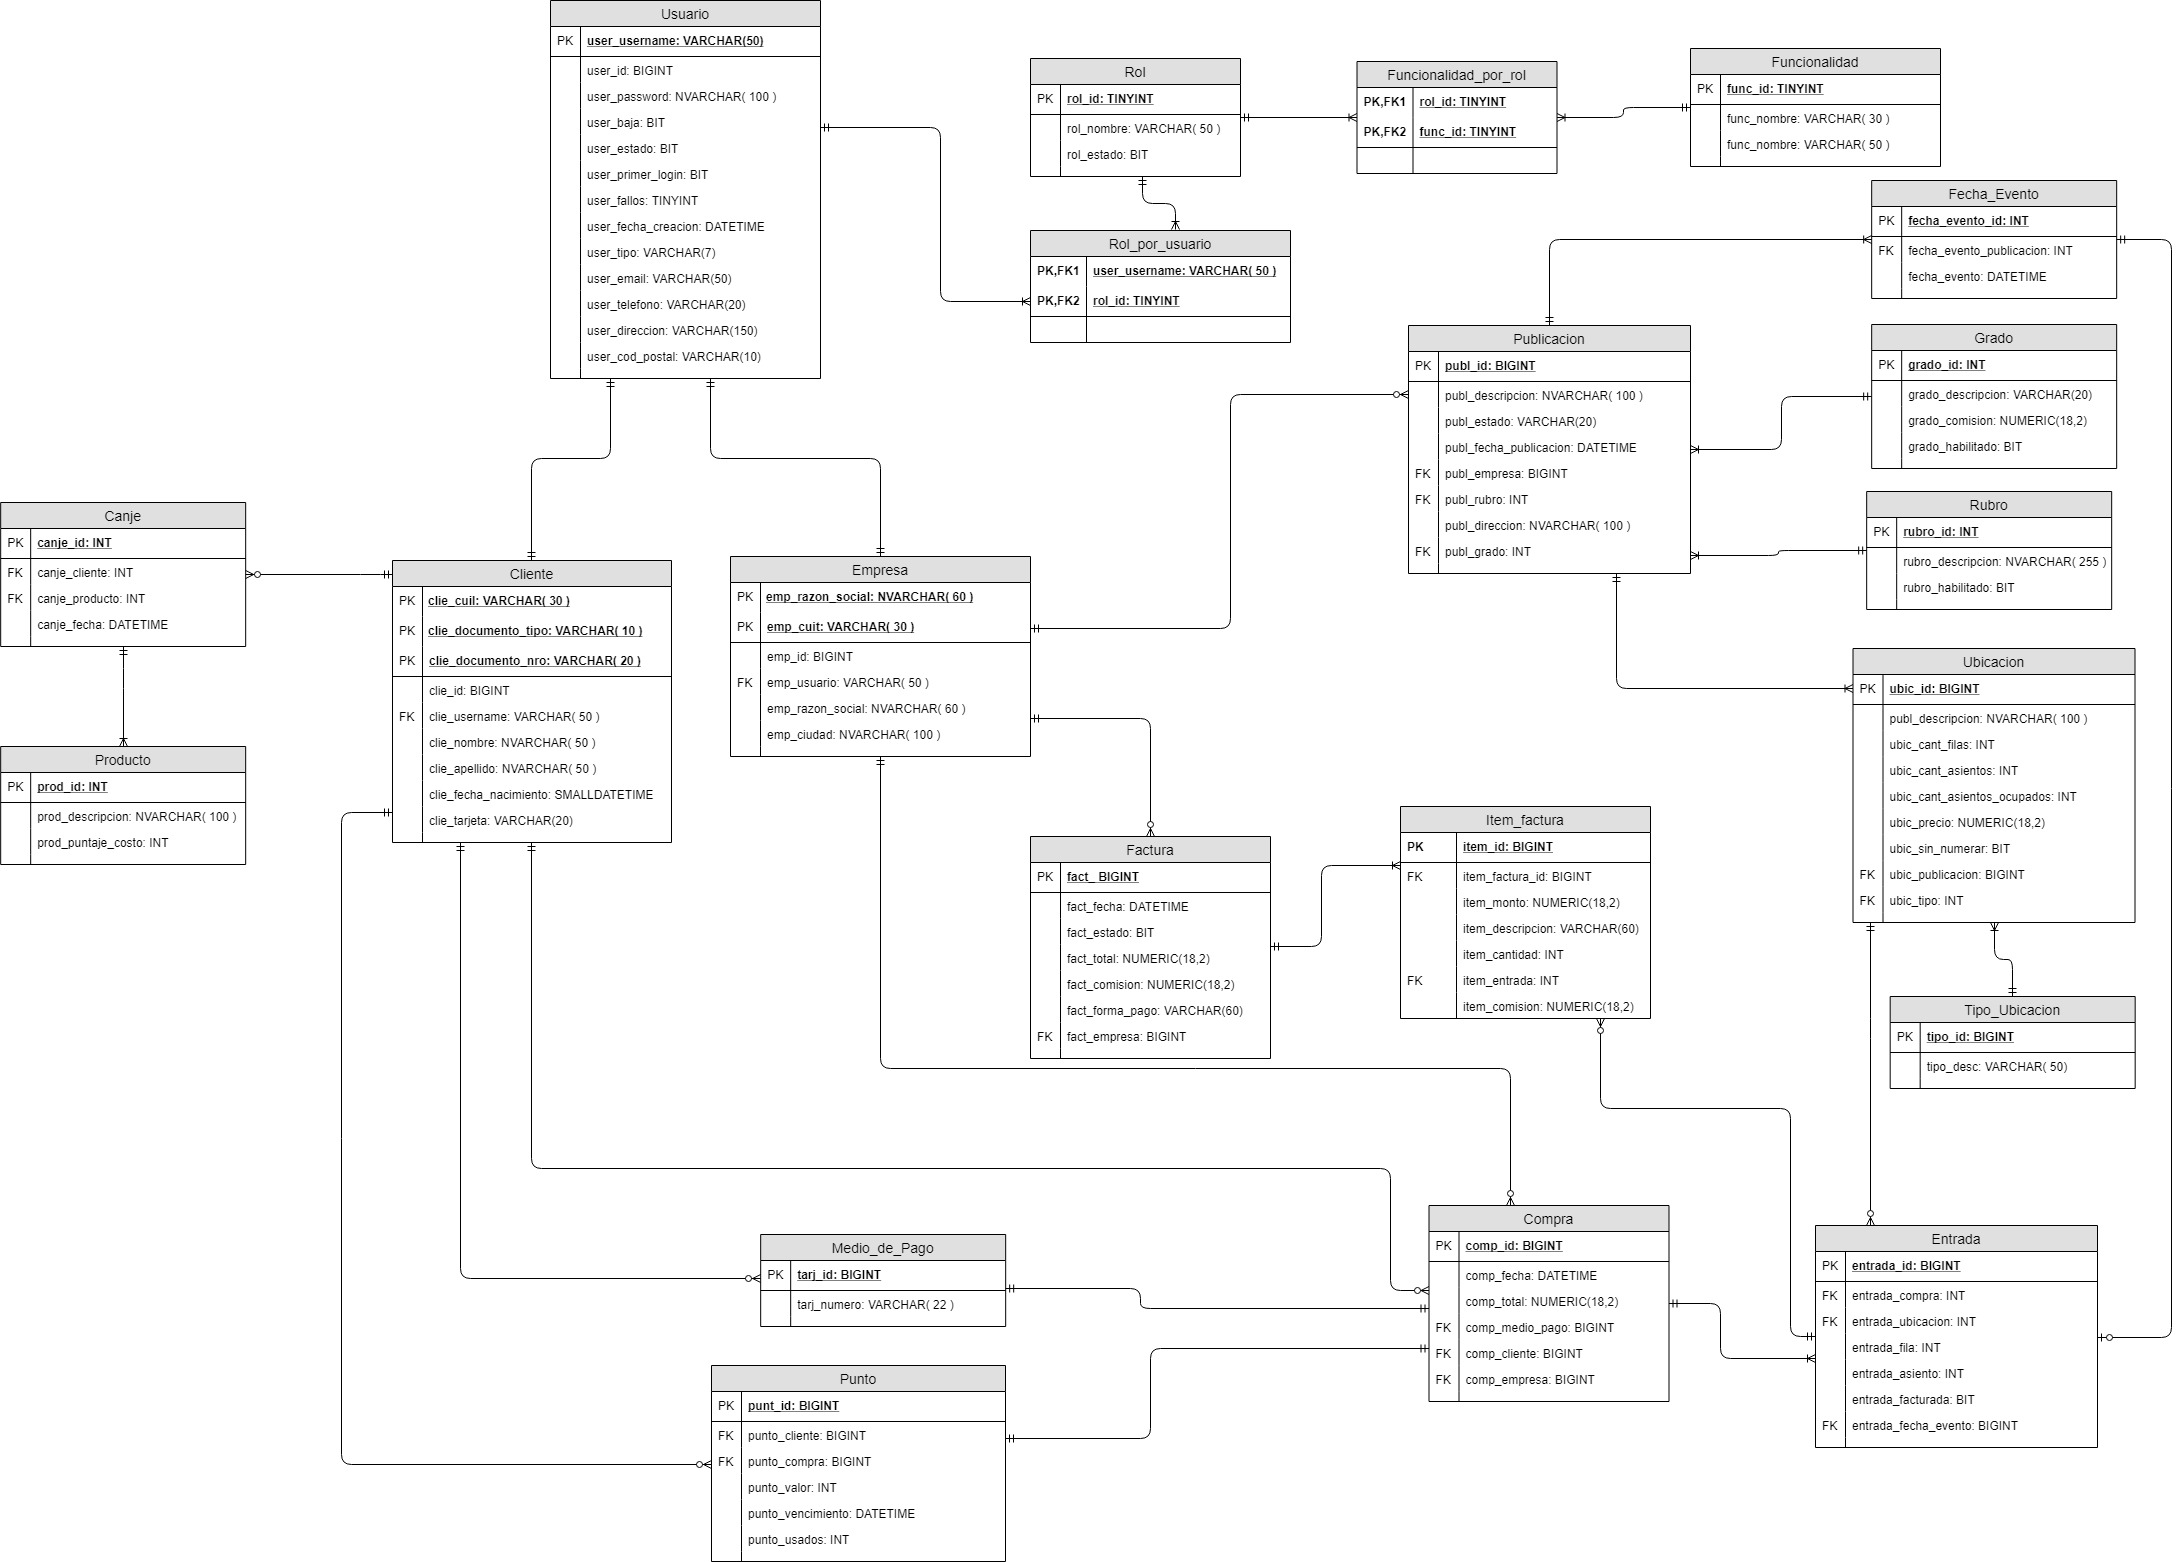 Usuario
PK user_username: VARCHAR(50)
user_id: BIGINT
user_password: NVARCHAR( 100 )
user_baja: BIT
user_estado: BIT
user_primer_login: BIT
user_fallos: TINYINT
user_fecha_creacion: DATETIME
user_tipo: VARCHAR(7)
user_email: VARCHAR(50)
user_telefono: VARCHAR(20)
user_direccion: VARCHAR(150)
user_cod_postal: VARCHAR(10)
Rol
PK rol_id: TINYINT
rol_nombre: VARCHAR( 50 )
rol_estado: BIT
Funcionalidad_por_rol
PK,FK1 rol_id: TINYINT
PK,FK2 func_id: TINYINT
Funcionalidad
PK func_id: TINYINT
func_nombre: VARCHAR( 30 )
func_nombre: VARCHAR( 50 )
Rol_por_usuario
PK,FK1 user_username: VARCHAR( 50 )
PK,FK2 rol_id: TINYINT
Fecha_Evento
PK fecha_evento_id: INT
FK fecha_evento_publicacion: INT
fecha_evento: DATETIME
Publicacion
PK publ_id: BIGINT
publ_descripcion: NVARCHAR( 100 )
publ_estado: VARCHAR(20)
publ_fecha_publicacion: DATETIME
FK publ_empresa: BIGINT
FK publ_rubro: INT
publ_direccion: NVARCHAR( 100 )
FK publ_grado: INT
Grado
PK grado_id: INT
grado_descripcion: VARCHAR(20)
grado_comision: NUMERIC(18,2)
grado_habilitado: BIT
Rubro
PK rubro_id: INT
rubro_descripcion: NVARCHAR( 255 )
rubro_habilitado: BIT
Canje
PK canje_id: INT
FK canje_cliente: INT
FK canje_producto: INT
canje_fecha: DATETIME
Cliente
PK clie_cuil: VARCHAR( 30 )
PK clie_documento_tipo: VARCHAR( 10 )
PK clie_documento_nro: VARCHAR( 20 )
clie_id: BIGINT
FK clie_username: VARCHAR( 50 )
clie_nombre: NVARCHAR( 50 )
clie_apellido: NVARCHAR( 50 )
clie_fecha_nacimiento: SMALLDATETIME
clie_tarjeta: VARCHAR(20)
Empresa
PK emp_razon_social: NVARCHAR( 60 )
PK emp_cuit: VARCHAR( 30 )
emp_id: BIGINT
FK emp_usuario: VARCHAR( 50 )
emp_razon_social: NVARCHAR( 60 )
emp_ciudad: NVARCHAR( 100 )
Ubicacion
PK ubic_id: BIGINT
publ_descripcion: NVARCHAR( 100 )
ubic_cant_filas: INT
ubic_cant_asientos: INT
ubic_cant_asientos_ocupados: INT
ubic_precio: NUMERIC(18,2)
ubic_sin_numerar: BIT
FK ubic_publicacion: BIGINT
FK ubic_tipo: INT
Producto
PK prod_id: INT
prod_descripcion: NVARCHAR( 100 )
prod_puntaje_costo: INT
Factura
PK fact_ BIGINT
fact_fecha: DATETIME
fact_estado: BIT
fact_total: NUMERIC(18,2)
fact_comision: NUMERIC(18,2)
fact_forma_pago: VARCHAR(60)
FK fact_empresa: BIGINT
Item_factura
PK item_id: BIGINT
FK item_factura_id: BIGINT
item_monto: NUMERIC(18,2)
item_descripcion: VARCHAR(60)
item_cantidad: INT
FK item_entrada: INT
item_comision: NUMERIC(18,2)
Tipo_Ubicacion
PK tipo_id: BIGINT
tipo_desc: VARCHAR( 50)
Medio_de_Pago
PK tarj_id: BIGINT
tarj_numero: VARCHAR( 22 )
Compra
PK comp_id: BIGINT
comp_fecha: DATETIME
comp_total: NUMERIC(18,2)
FK comp_medio_pago: BIGINT
FK comp_cliente: BIGINT
FK comp_empresa: BIGINT
Entrada
PK entrada_id: BIGINT
FK entrada_compra: INT
FK entrada_ubicacion: INT
entrada_fila: INT
entrada_asiento: INT
entrada_facturada: BIT
FK entrada_fecha_evento: BIGINT
Punto
PK punt_id: BIGINT
FK punto_cliente: BIGINT
FK punto_compra: BIGINT
punto_valor: INT
punto_vencimiento: DATETIME
punto_usados: INT